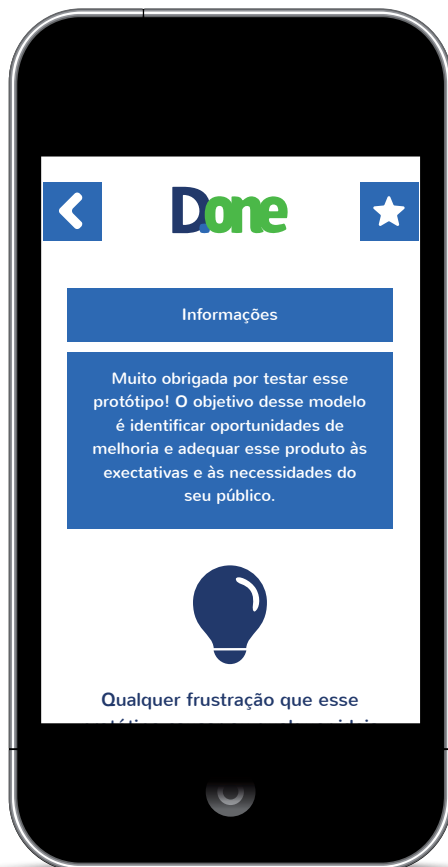 D.one
Informações
Muito obrigada por testar esse
protótipo! O objetivo desse modelo
é identificar oportunidades de
melhoria e adequar esse produto às
exectativas e às necessidades do
seu público.
Qualquer frustração que esse